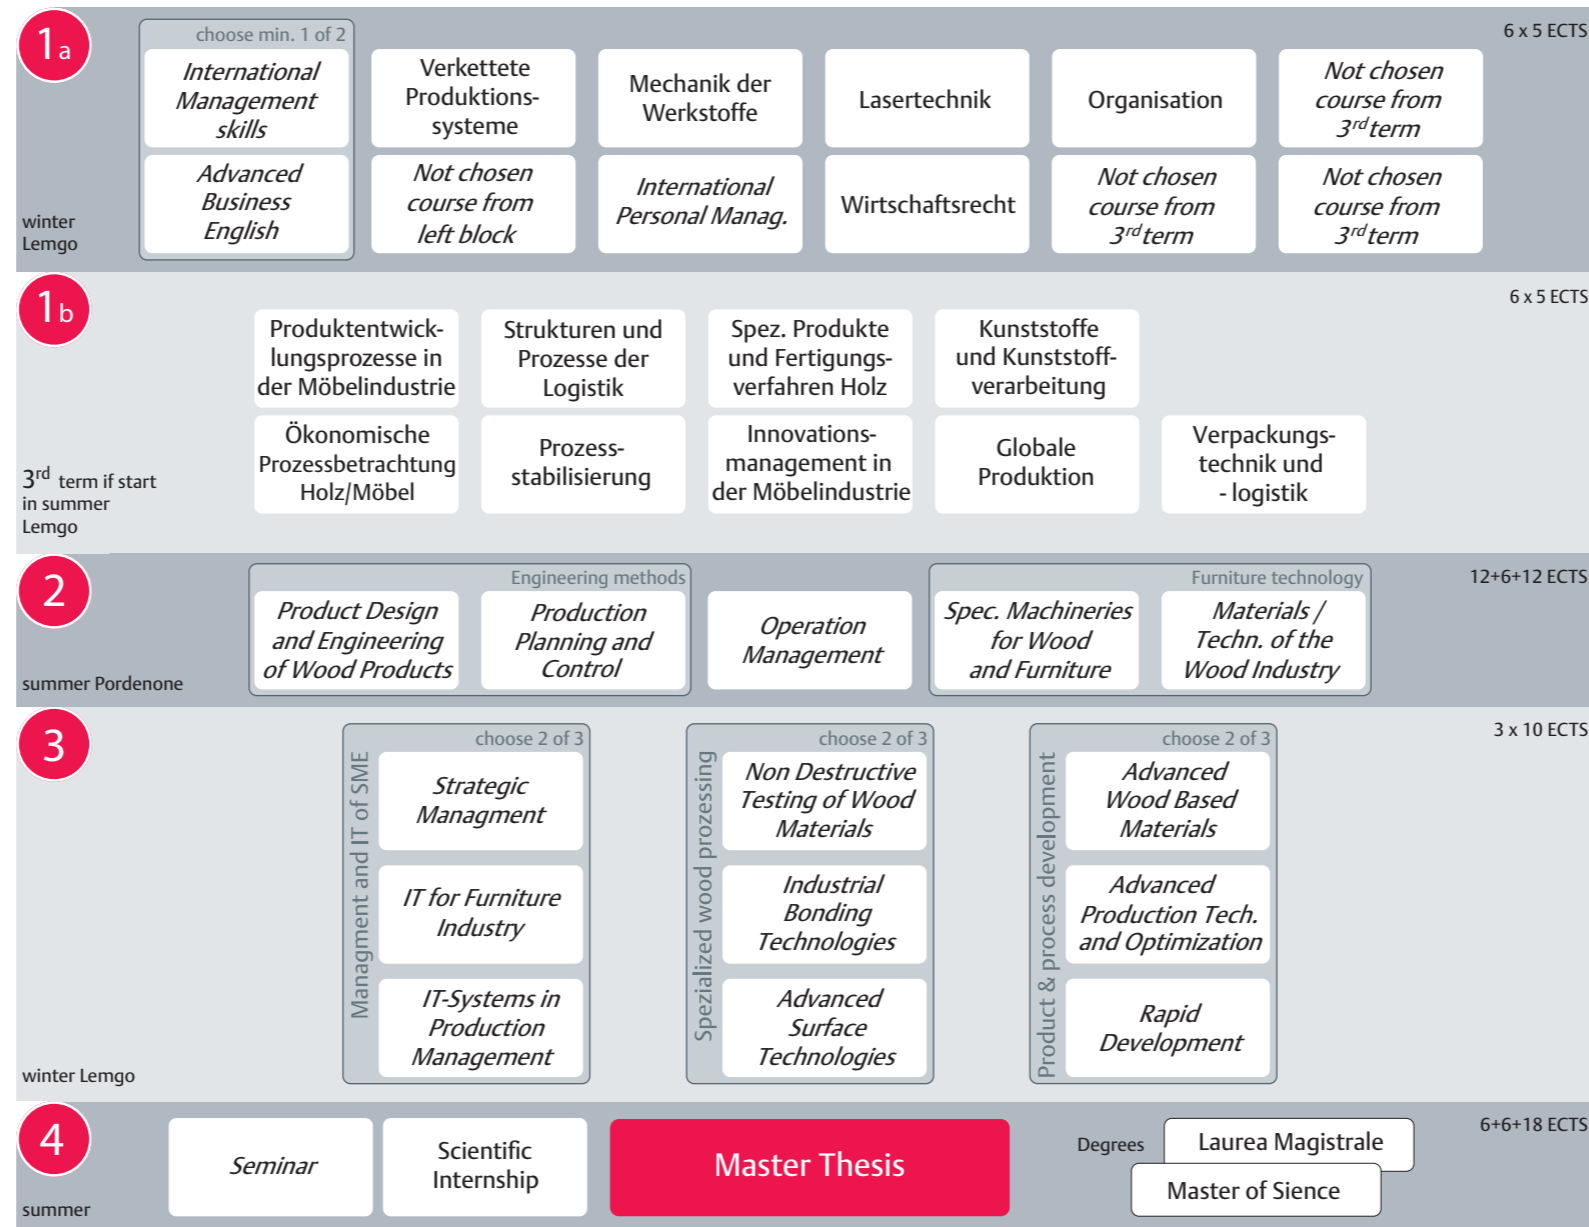 1a
choose min. 1 of 2
6 x 5 ECTS
International
Management
skills
Verkettete
Produktions-
systeme
Mechanik der
Werkstoffe
Lasertechnik
Organisation
Not chosen
course from
3rd term
Advanced
Business
English
Not chosen
course from
left block
International
Personal Manag.
Wirtschaftsrecht
Not chosen
course from
3rd term
Not chosen
course from
3rd term
winter
Lemgo
1b
6 x 5 ECTS
Produktentwick-
lungsprozesse in
der Möbelindustrie
Strukturen und
Prozesse der
Logistik
Spez. Produkte
und Fertigungs-
verfahren Holz
Kunststoffe
und Kunststoff-
verarbeitung
Ökonomische
Prozessbetrachtung
Holz/Möbel
Prozess-
stabilisierung
Innovations-
management in
der Möbelindustrie
Globale
Produktion
Verpackungs-
technik und
- logistik
3rd term if start
in summer
Lemgo
2
Engineering methods
Furniture technology
12+6+12 ECTS
Product Design
and Engineering
of Wood Products
Production
Planning and
Control
Operation
Management
Spec. Machineries
for Wood
and Furniture
Materials /
Techn. of the
Wood Industry
summer Pordenone
3
3 x 10 ECTS
Managment and IT of SME
choose 2 of 3
Strategic
Managment
IT for Furniture
Industry
IT-Systems in
Production
Management
Spezialized wood prozessing
choose 2 of 3
Non Destructive
Testing of Wood
Materials
Industrial
Bonding
Technologies
Advanced
Surface
Technologies
Product & process development
choose 2 of 3
Advanced
Wood Based
Materials
Advanced
Production Tech.
and Optimization
Rapid
Development
winter Lemgo
4
6+6+18 ECTS
Seminar
Scientific
Internship
Master Thesis
Degrees
Laurea Magistrale
Master of Sience
summer